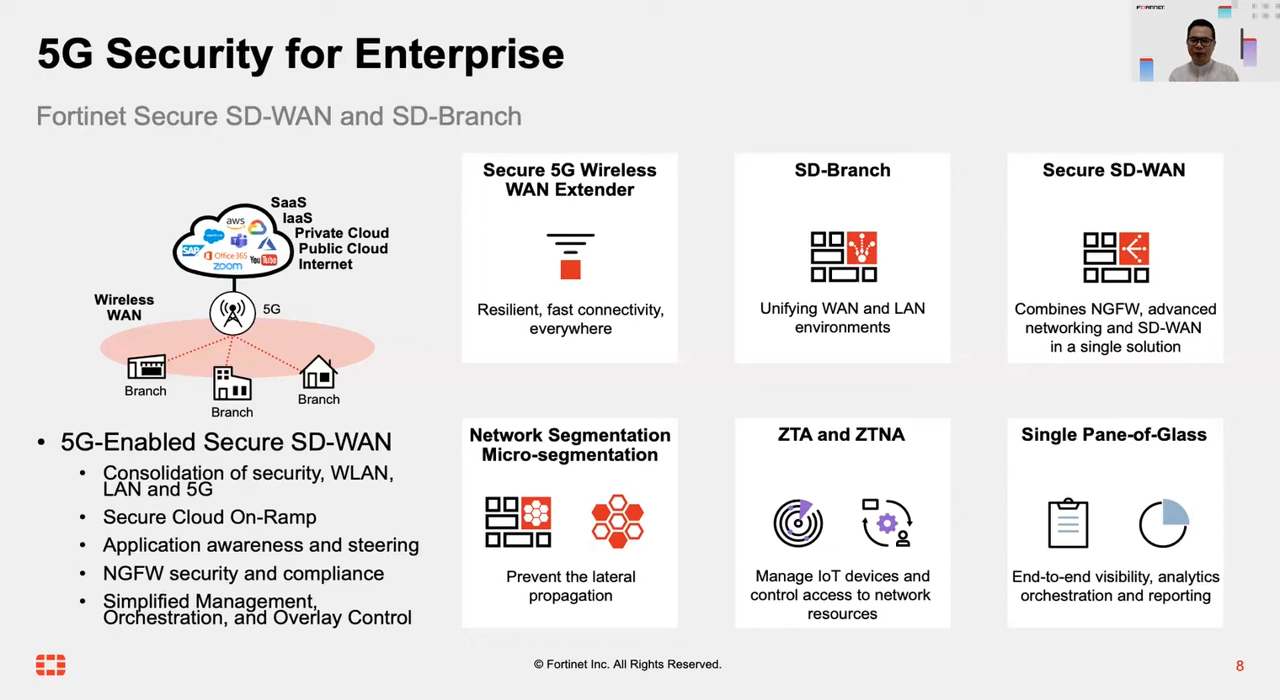 5G Security for Enterprise
FORTINET
Fortinet Secure SD-WAN and SD-Branch
SaaS
IaaS
Private Cloud
Public Cloud
Internet
aws
SAP
Office 365
YouTube
zoom
Wireless
WAN
5G
Branch
Branch
Branch
• 5G-Enabled Secure SD-WAN
• Consolidation of security, WLAN,
LAN and 5G
• Secure Cloud On-Ramp
• Application awareness and steering
• NGFW security and compliance
• Simplified Management,
Orchestration, and Overlay Control
Secure 5G Wireless
WAN Extender
Resilient, fast connectivity,
everywhere
SD-Branch
Unifying WAN and LAN
environments
Secure SD-WAN
Combines NGFW, advanced
networking and SD-WAN
in a single solution
Network Segmentation
Micro-segmentation
Prevent the lateral
propagation
ZTA and ZTNA
Manage IoT devices and
control access to network
resources
Single Pane-of-Glass
End-to-end visibility, analytics
orchestration and reporting
© Fortinet Inc. All Rights Reserved.
8